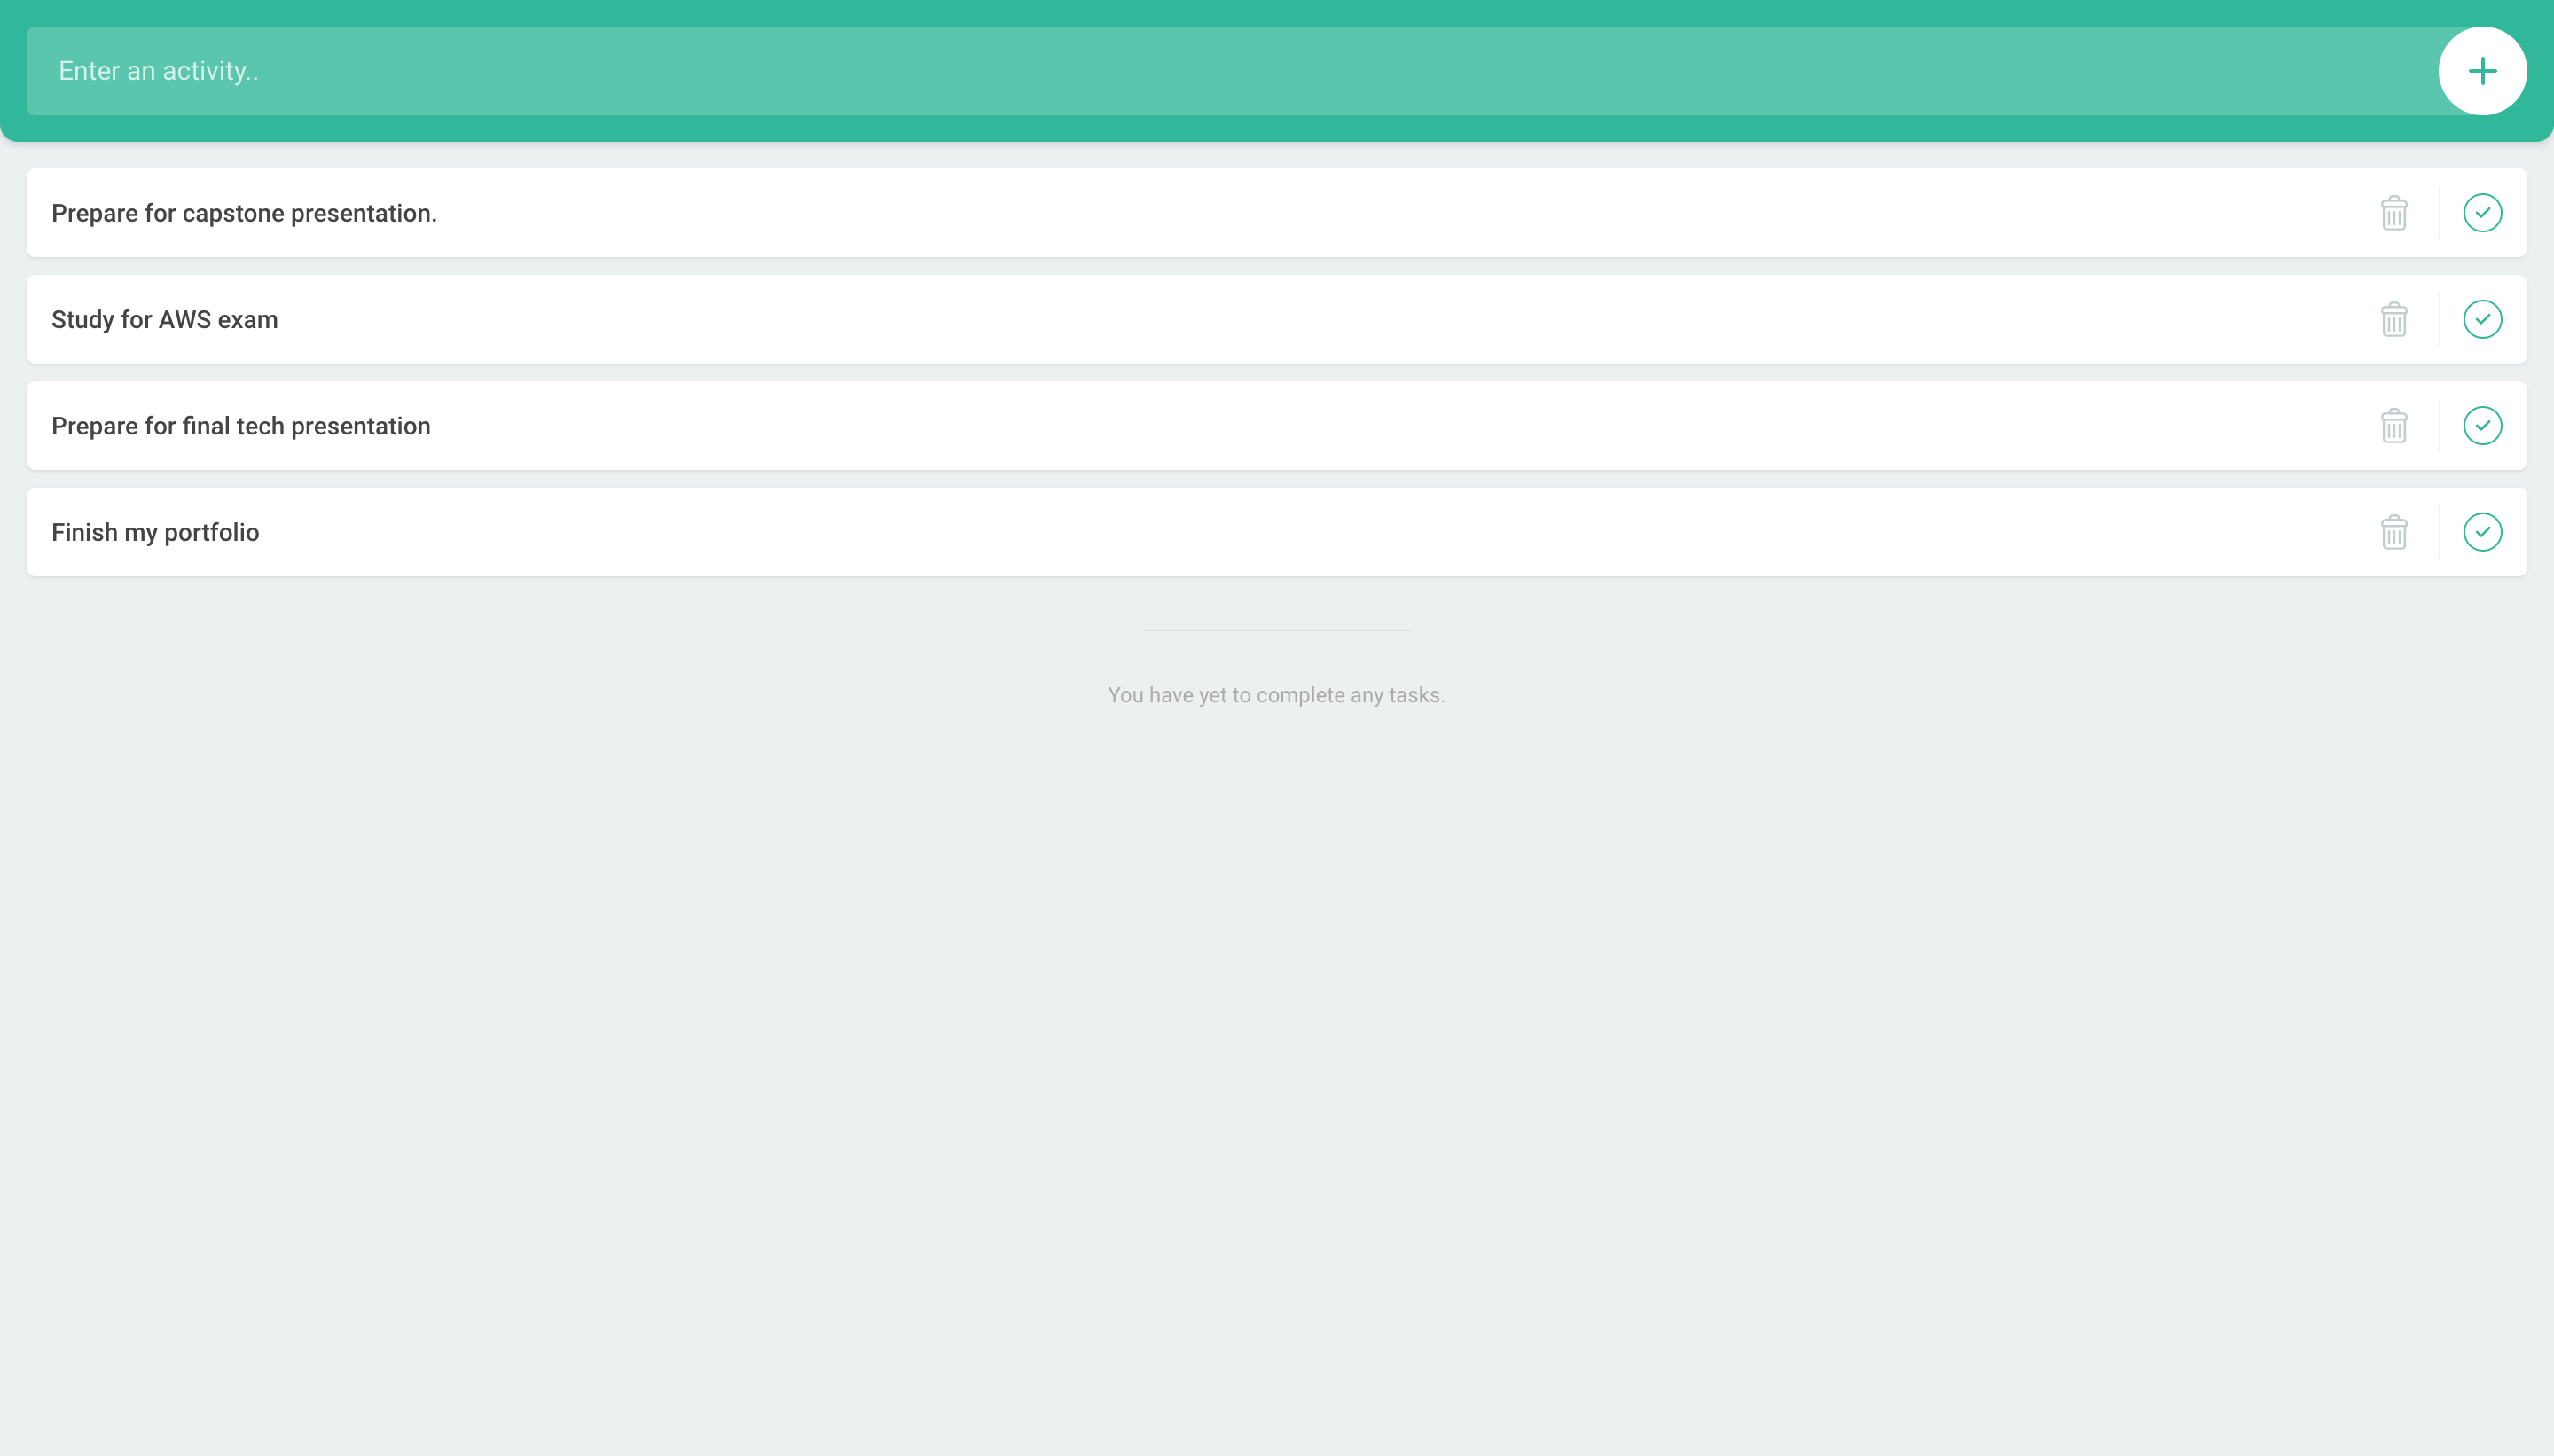 Enter an activity..
Prepare for capstone presentation.
Study for AWS exam
Prepare for final tech presentation
Finish my portfolio
You have yet to complete any tasks.